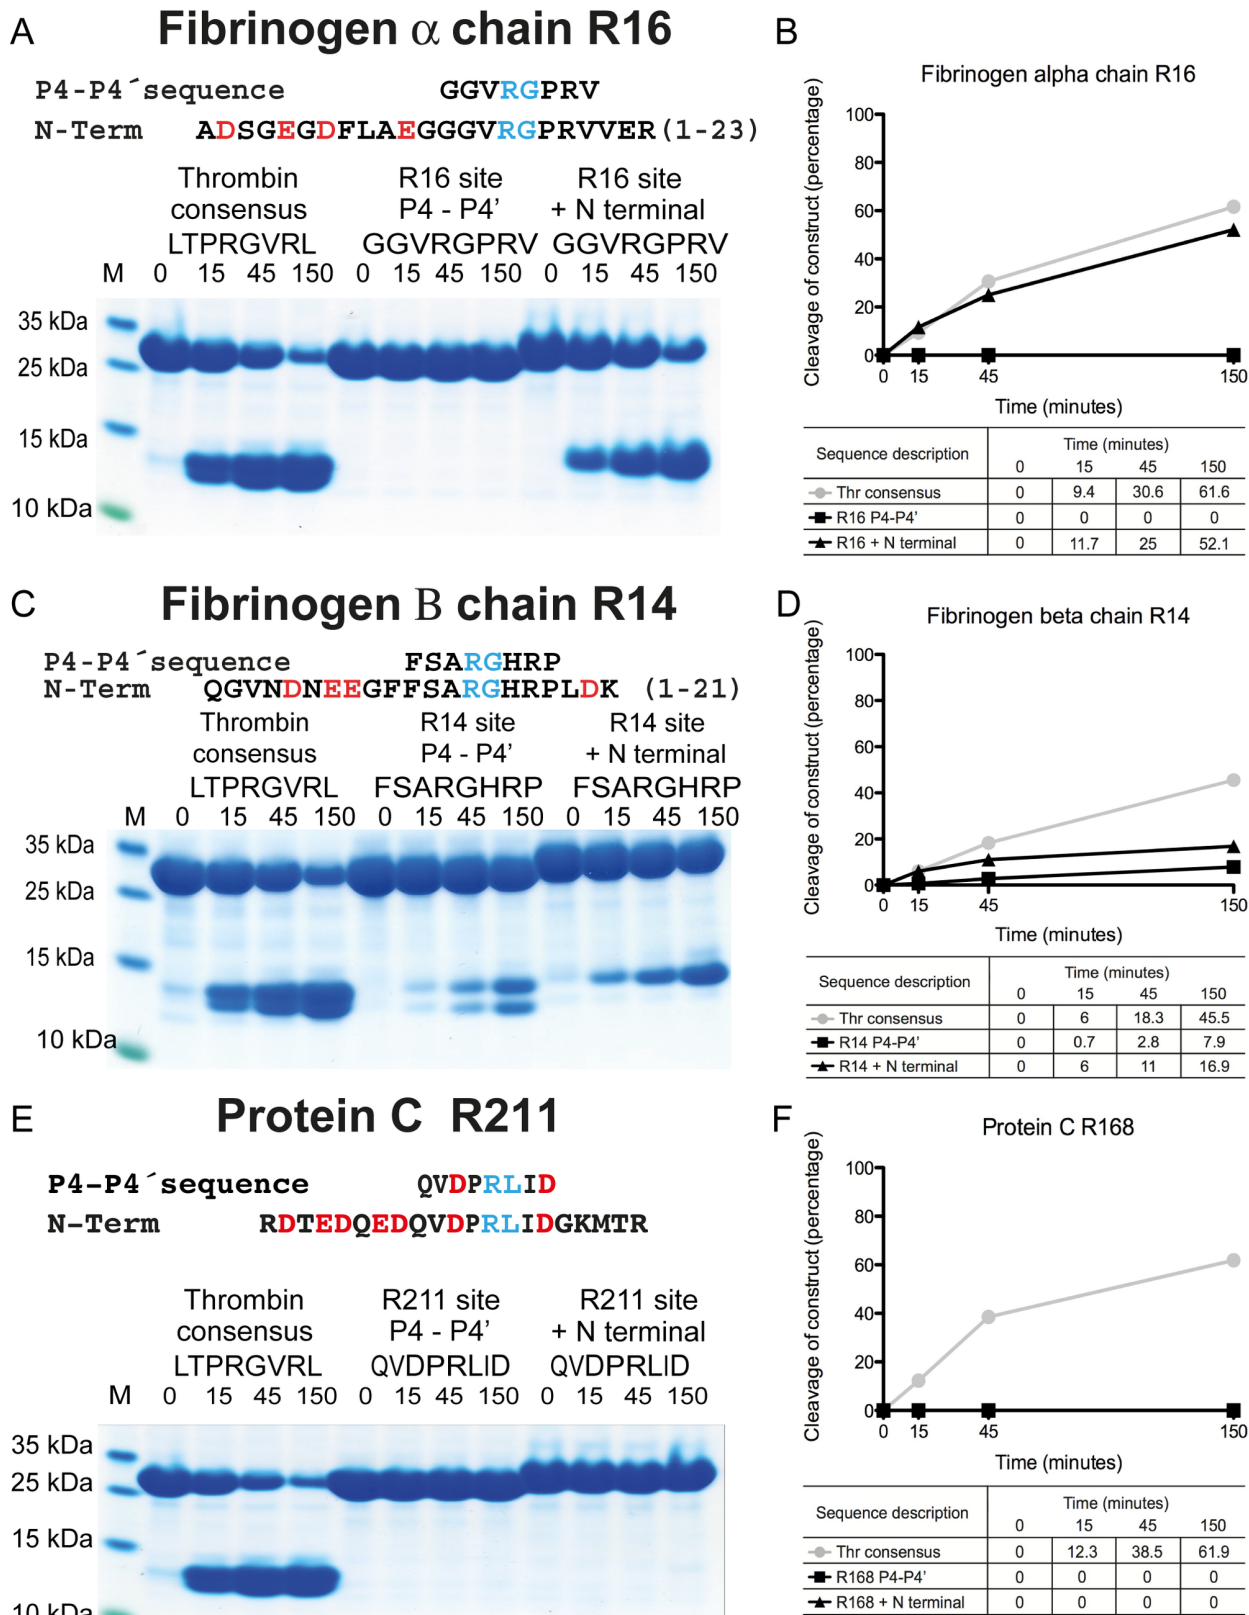 A
Fibrinogen α chain R16
P4-P4´sequence GGVRGPRV
N-Term ADSGEGDFLAEGGGVRGPRVVER(1-23)
Thrombin consensus LTPRGVRL
R16 site P4 - P4’ GGVRGPRV
R16 site + N terminal GGVRGPRV
M 0 15 45 150 0 15 45 150 0 15 45 150
35 kDa
25 kDa
15 kDa
10 kDa
B
Fibrinogen alpha chain R16
Cleavage of construct (percentage)
100
80
60
40
20
0
0 15 45 150
Time (minutes)
Sequence description Time (minutes)
0 15 45 150
Thr consensus 0 9.4 30.6 61.6
R16 P4-P4’ 0 0 0 0
R16 + N terminal 0 11.7 25 52.1
C
Fibrinogen B chain R14
P4-P4´sequence FSARGHRP
N-Term QGVNDNEEGFFSARGHRPLDK (1-21)
Thrombin consensus LTPRGVRL
R14 site P4 - P4’ FSARGHRP
R14 site + N terminal FSARGHRP
M 0 15 45 150 0 15 45 150 0 15 45 150
35 kDa
25 kDa
15 kDa
10 kDa
D
Fibrinogen beta chain R14
Cleavage of construct (percentage)
100
80
60
40
20
0
0 15 45 150
Time (minutes)
Sequence description Time (minutes)
0 15 45 150
Thr consensus 0 6 18.3 45.5
R14 P4-P4’ 0 0.7 2.8 7.9
R14 + N terminal 0 6 11 16.9
E
Protein C R211
P4-P4´sequence QVDPRLID
N-Term RDTEDQEDQVDPRLIDGKMTR
Thrombin consensus LTPRGVRL
R211 site P4 - P4’ QVDPRLID
R211 site + N terminal QVDPRLID
M 0 15 45 150 0 15 45 150 0 15 45 150
35 kDa
25 kDa
15 kDa
10 kDa
F
Protein C R168
Cleavage of construct (percentage)
100
80
60
40
20
0
0 15 45 150
Time (minutes)
Sequence description Time (minutes)
0 15 45 150
Thr consensus 0 12.3 38.5 61.9
R168 P4-P4’ 0 0 0 0
R168 + N terminal 0 0 0 0